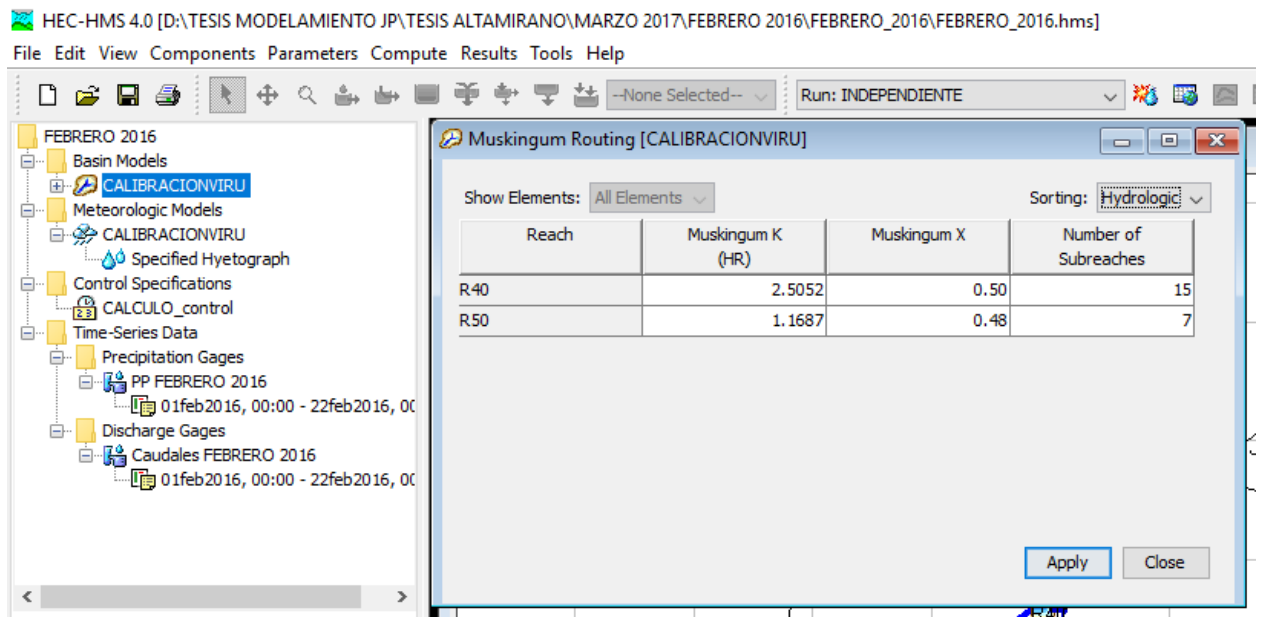 HEC-HMS 4.0 [D:\TESIS MODELAMIENTO JP\TESIS ALTAMIRANO\MARZO 2017\FEBRERO 2016\FEBRERO_2016\FEBRERO_2016.hms]
File Edit View Components Parameters Compute Results Tools Help
--None Selected-- Run: INDEPENDIENTE
FEBRERO 2016
Basin Models
CALIBRACIONVIRU
Meteorologic Models
CALIBRACIONVIRU
Specified Hyetograph
Control Specifications
CALCULO_control
Time-Series Data
Precipitation Gages
PP FEBRERO 2016
01feb2016, 00:00 - 22feb2016, 00
Discharge Gages
Caudales FEBRERO 2016
01feb2016, 00:00 - 22feb2016, 00
Muskingum Routing [CALIBRACIONVIRU]
Show Elements: All Elements Sorting: Hydrologic
Reach Muskingum K (HR) Muskingum X Number of Subreaches
R40 2.5052 0.50 15
R50 1.1687 0.48 7
Apply Close
R40